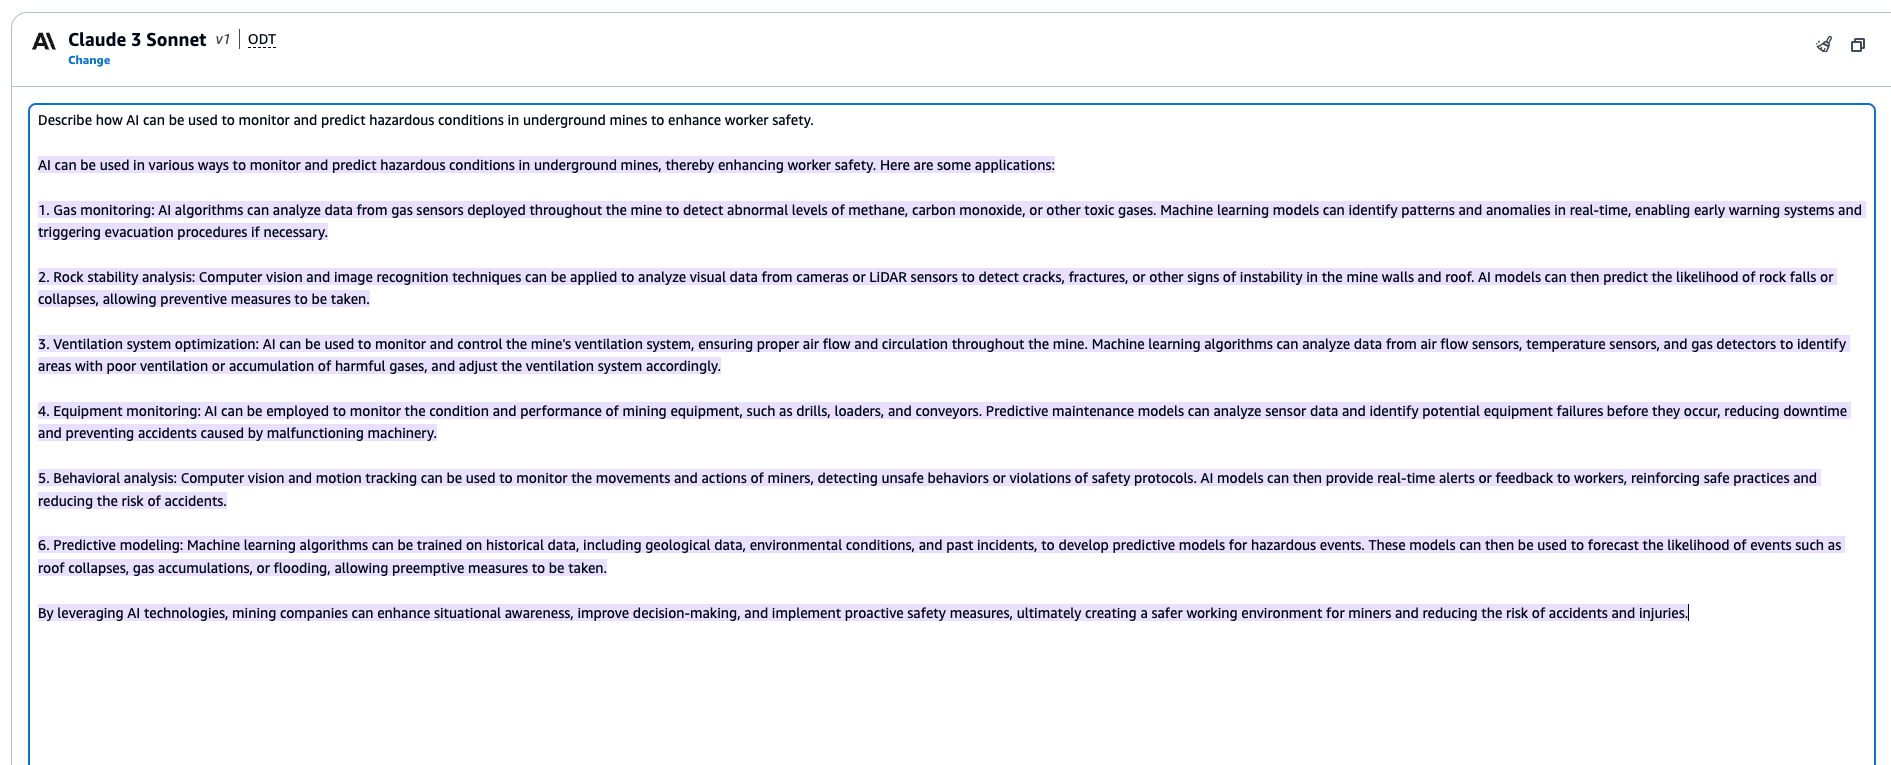 Claude 3 Sonnet v1 | ODT
Change
Describe how AI can be used to monitor and predict hazardous conditions in underground mines to enhance worker safety.
AI can be used in various ways to monitor and predict hazardous conditions in underground mines, thereby enhancing worker safety. Here are some applications:
1. Gas monitoring: AI algorithms can analyze data from gas sensors deployed throughout the mine to detect abnormal levels of methane, carbon monoxide, or other toxic gases. Machine learning models can identify patterns and anomalies in real-time, enabling early warning systems and
triggering evacuation procedures if necessary.
2. Rock stability analysis: Computer vision and image recognition techniques can be applied to analyze visual data from cameras or LiDAR sensors to detect cracks, fractures, or other signs of instability in the mine walls and roof. AI models can then predict the likelihood of rock falls or
collapses, allowing preventive measures to be taken.
3. Ventilation system optimization: AI can be used to monitor and control the mine's ventilation system, ensuring proper air flow and circulation throughout the mine. Machine learning algorithms can analyze data from air flow sensors, temperature sensors, and gas detectors to identify
areas with poor ventilation or accumulation of harmful gases, and adjust the ventilation system accordingly.
4. Equipment monitoring: AI can be employed to monitor the condition and performance of mining equipment, such as drills, loaders, and conveyors. Predictive maintenance models can analyze sensor data and identify potential equipment failures before they occur, reducing downtime
and preventing accidents caused by malfunctioning machinery.
5. Behavioral analysis: Computer vision and motion tracking can be used to monitor the movements and actions of miners, detecting unsafe behaviors or violations of safety protocols. AI models can then provide real-time alerts or feedback to workers, reinforcing safe practices and
reducing the risk of accidents.
6. Predictive modeling: Machine learning algorithms can be trained on historical data, including geological data, environmental conditions, and past incidents, to develop predictive models for hazardous events. These models can then be used to forecast the likelihood of events such as
roof collapses, gas accumulations, or flooding, allowing preemptive measures to be taken.
By leveraging AI technologies, mining companies can enhance situational awareness, improve decision-making, and implement proactive safety measures, ultimately creating a safer working environment for miners and reducing the risk of accidents and injuries.